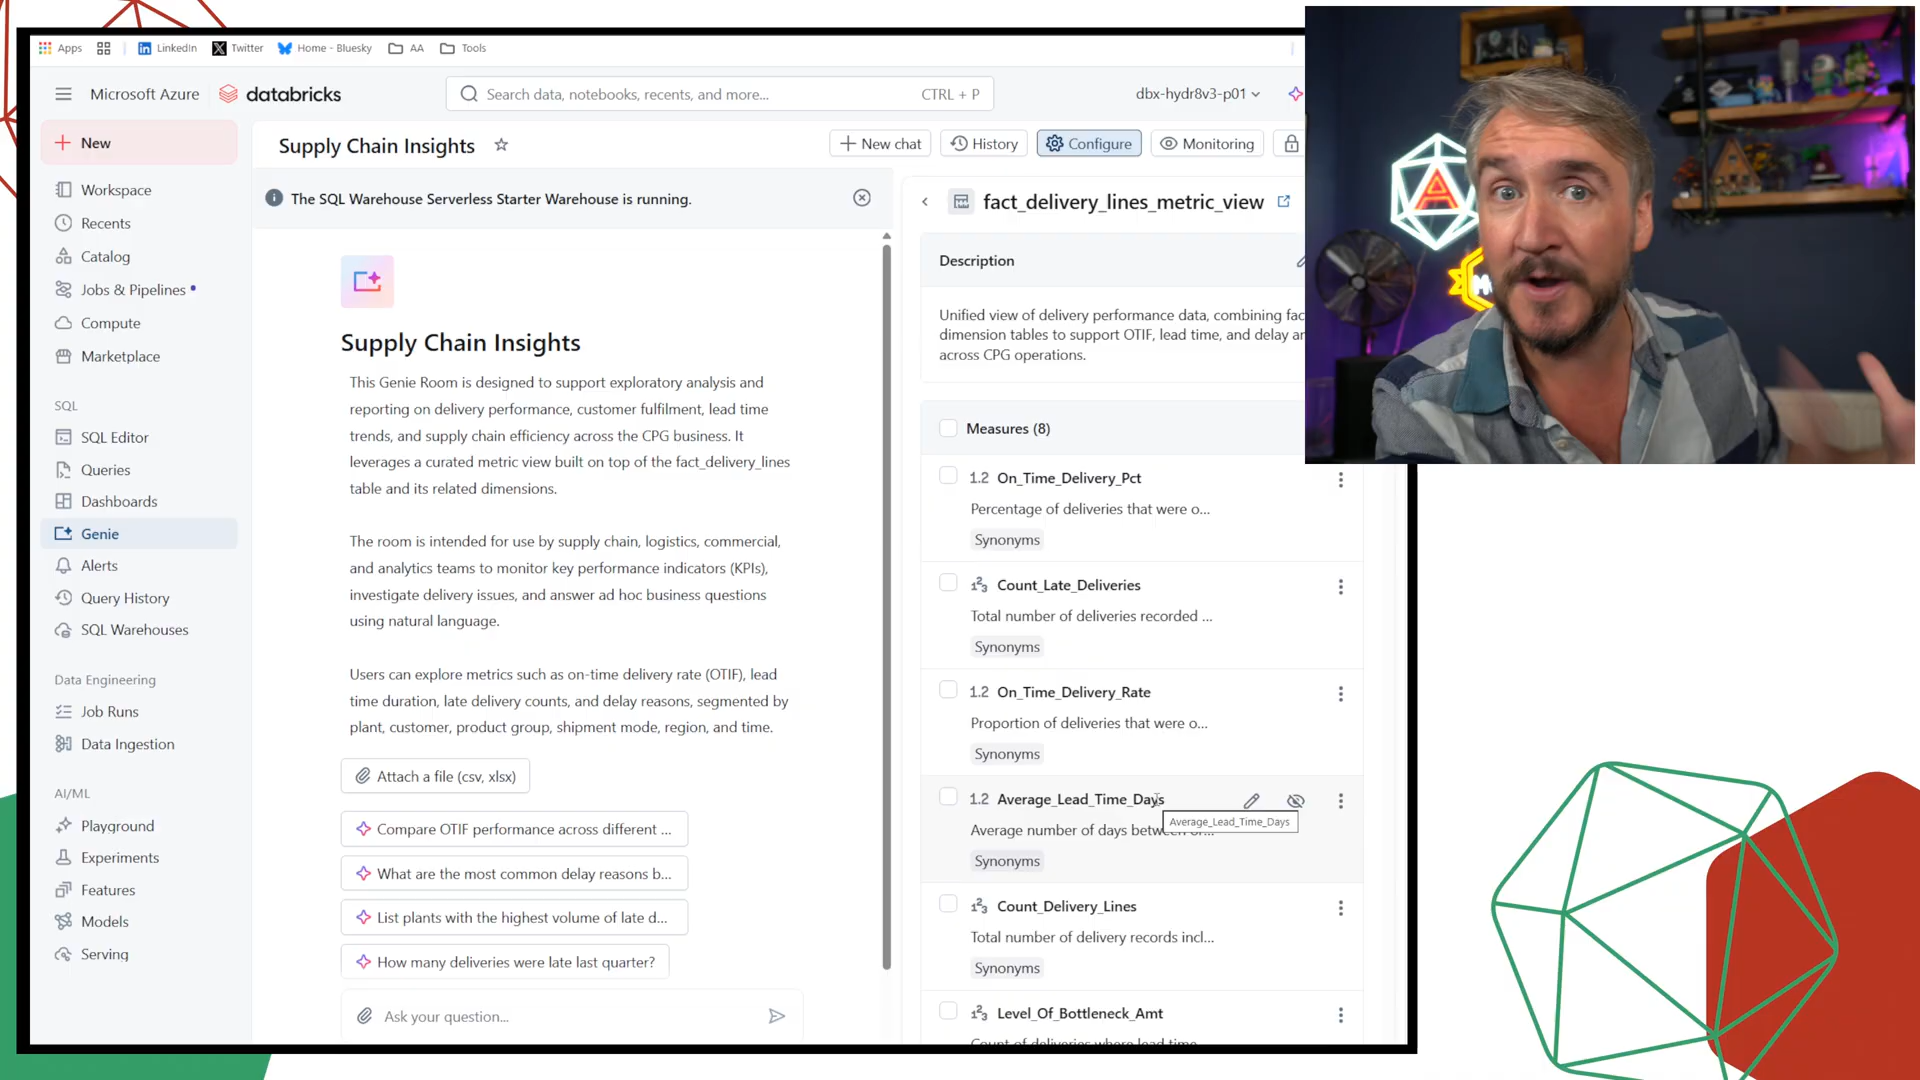 Apps
LinkedIn
Twitter
Home - Bluesky
AA
Tools
Microsoft Azure
databricks
Search data, notebooks, recents, and more...
CTRL + P
dbx-hydr8v3-p01
New
Workspace
Recents
Catalog
Jobs & Pipelines
Compute
Marketplace
SQL
SQL Editor
Queries
Dashboards
Genie
Alerts
Query History
SQL Warehouses
Data Engineering
Job Runs
Data Ingestion
AI/ML
Playground
Experiments
Features
Models
Serving
Supply Chain Insights
New chat
History
Configure
Monitoring
The SQL Warehouse Serverless Starter Warehouse is running.
Supply Chain Insights
This Genie Room is designed to support exploratory analysis and
reporting on delivery performance, customer fulfilment, lead time
trends, and supply chain efficiency across the CPG business. It
leverages a curated metric view built on top of the fact_delivery_lines
table and its related dimensions.
The room is intended for use by supply chain, logistics, commercial,
and analytics teams to monitor key performance indicators (KPIs),
investigate delivery issues, and answer ad hoc business questions
using natural language.
Users can explore metrics such as on-time delivery rate (OTIF), lead
time duration, late delivery counts, and delay reasons, segmented by
plant, customer, product group, shipment mode, region, and time.
Attach a file (csv, xlsx)
Compare OTIF performance across different ...
What are the most common delay reasons b...
List plants with the highest volume of late d...
How many deliveries were late last quarter?
Ask your question...
fact_delivery_lines_metric_view
Description
Unified view of delivery performance data, combining fac
dimension tables to support OTIF, lead time, and delay an
across CPG operations.
Measures (8)
1.2 On_Time_Delivery_Pct
Percentage of deliveries that were o...
Synonyms
123 Count_Late_Deliveries
Total number of deliveries recorded ...
Synonyms
1.2 On_Time_Delivery_Rate
Proportion of deliveries that were o...
Synonyms
1.2 Average_Lead_Time_Days
Average_Lead_Time_Days
Average number of days between or...
Synonyms
123 Count_Delivery_Lines
Total number of delivery records incl...
Synonyms
123 Level_Of_Bottleneck_Amt
Count of deliveries where lead time